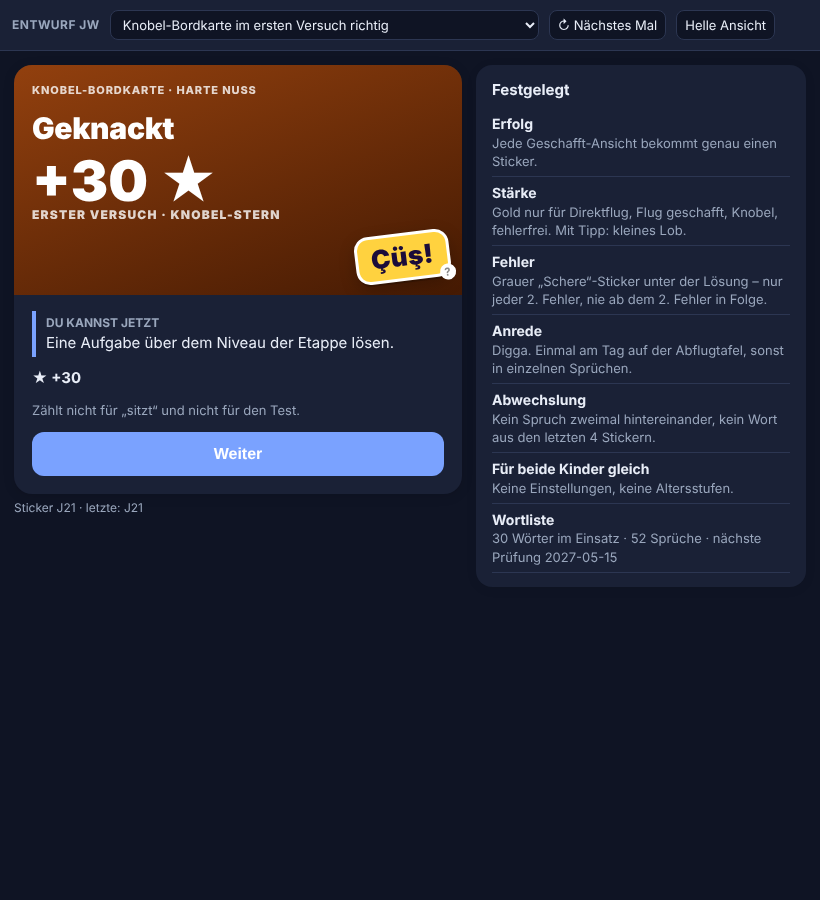 ENTWURF JW
Knobel-Bordkarte im ersten Versuch richtig
↻ Nächstes Mal
Helle Ansicht
KNOBEL-BORDKARTE · HARTE NUSS
Geknackt
+30 ★
ERSTER VERSUCH · KNOBEL-STERN
Çüş!
?
DU KANNST JETZT
Eine Aufgabe über dem Niveau der Etappe lösen.
★ +30
Zählt nicht für „sitzt“ und nicht für den Test.
Weiter
Sticker J21 · letzte: J21
Festgelegt
Erfolg
Jede Geschafft-Ansicht bekommt genau einen
Sticker.
Stärke
Gold nur für Direktflug, Flug geschafft, Knobel,
fehlerfrei. Mit Tipp: kleines Lob.
Fehler
Grauer „Schere“-Sticker unter der Lösung – nur
jeder 2. Fehler, nie ab dem 2. Fehler in Folge.
Anrede
Digga. Einmal am Tag auf der Abflugtafel, sonst
in einzelnen Sprüchen.
Abwechslung
Kein Spruch zweimal hintereinander, kein Wort
aus den letzten 4 Stickern.
Für beide Kinder gleich
Keine Einstellungen, keine Altersstufen.
Wortliste
30 Wörter im Einsatz · 52 Sprüche · nächste
Prüfung 2027-05-15